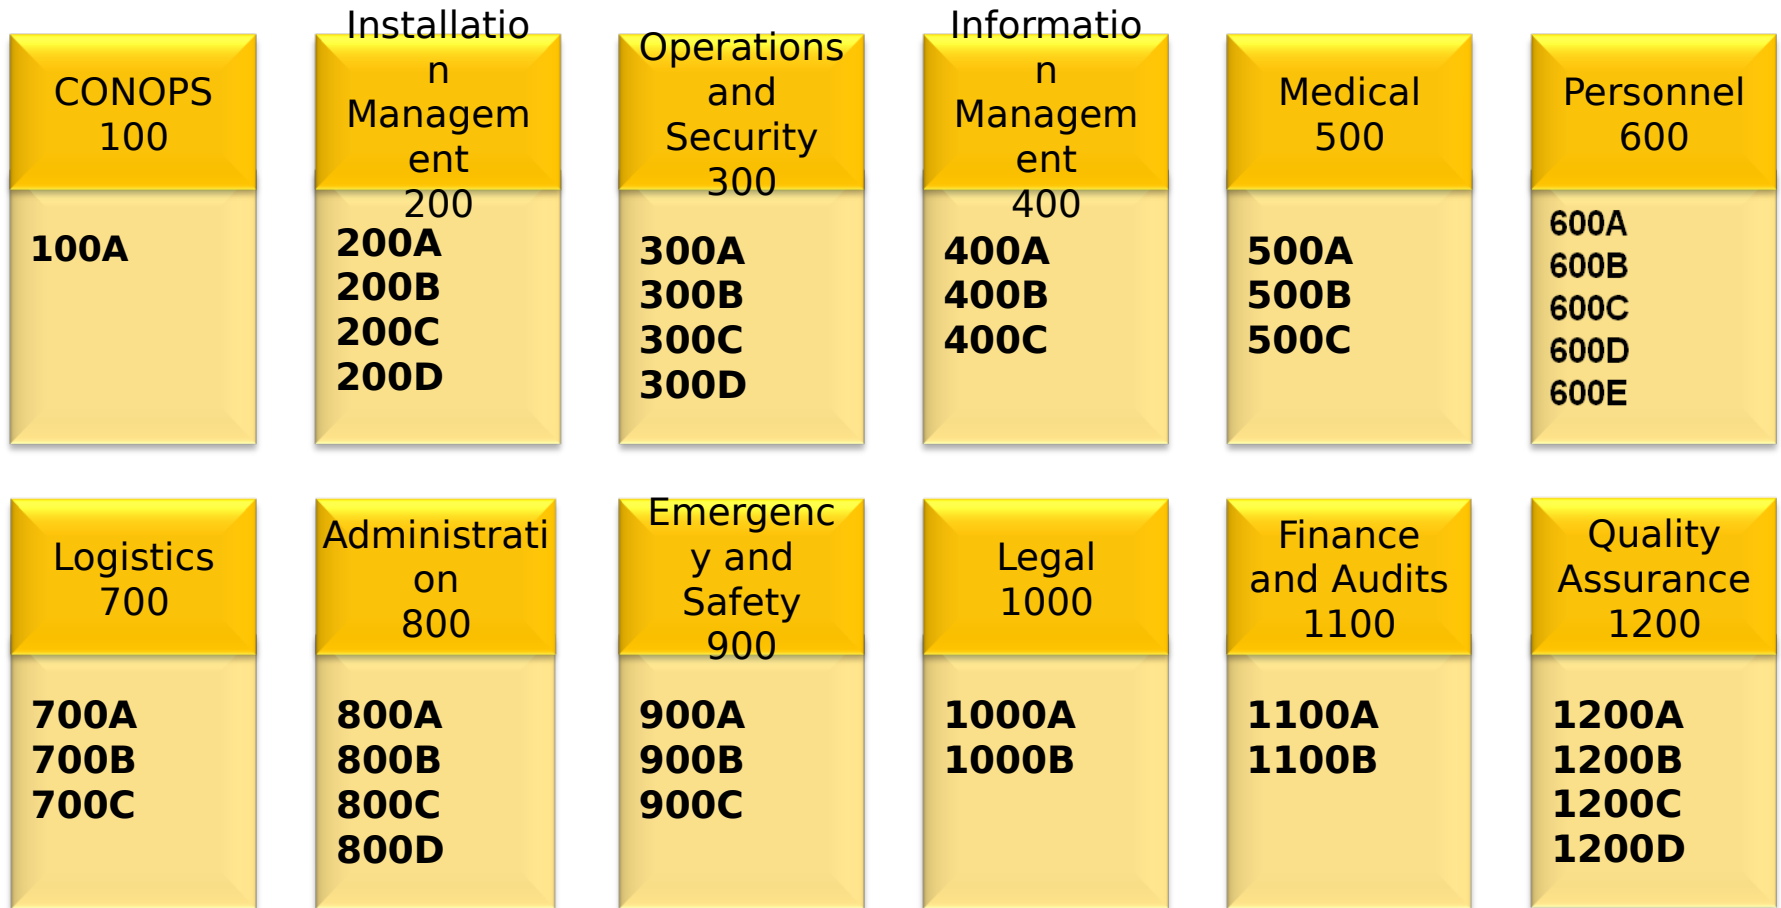 CONOPS
100
100A
Installatio
n
Managem
ent
200
200A
200B
200C
200D
Operations
and
Security
300
300A
300B
300C
300D
Informatio
n
Managem
ent
400
400A
400B
400C
Medical
500
500A
500B
500C
Personnel
600
600A
600B
600C
600D
600E
Logistics
700
700A
700B
700C
Administrati
on
800
800A
800B
800C
800D
Emergenc
y and
Safety
900
900A
900B
900C
Legal
1000
1000A
1000B
Finance
and Audits
1100
1100A
1100B
Quality
Assurance
1200
1200A
1200B
1200C
1200D